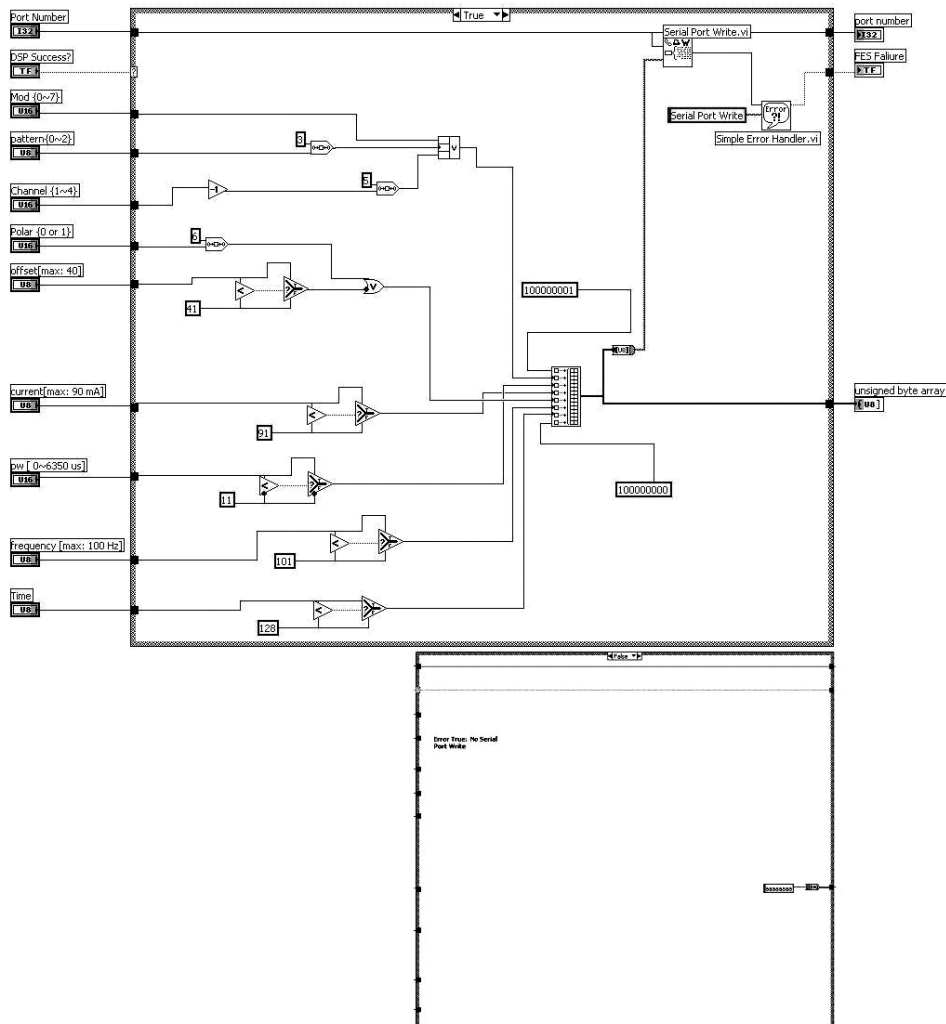 Port Number
I32
DSP Success?
TF
Mod {0~7}
U16
pattern{0~2}
U8
Channel {1~4}
U16
Polar {0 or 1}
U16
offset[max: 40]
U8
current[max: 90 mA]
U8
pw [ 0~6350 us]
U16
frequency [max: 100 Hz]
U8
Time
U8
True
?
3
-1
5
6
V
V
<
?
41
<
?
91
<
?
11
<
?
101
<
?
128
100000001
100000000
[U8]
Serial Port Write.vi
Serial Port Write
Error
?!
Simple Error Handler.vi
port number
I32
FES Faliure
TF
unsigned byte array
[U8]
False
Error True: No Serial
Port Write